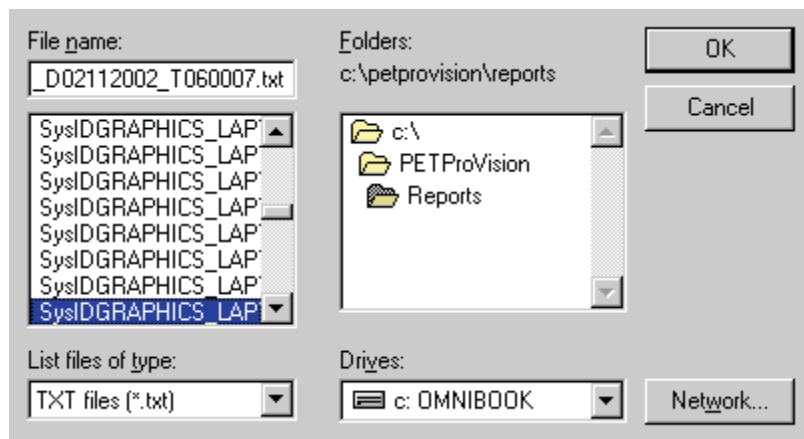 File name:
_D02112002_T060007.txt
SysIDGRAPHICS_LAP
SysIDGRAPHICS_LAP
SysIDGRAPHICS_LAP
SysIDGRAPHICS_LAP
SysIDGRAPHICS_LAP
SysIDGRAPHICS_LAP
SysIDGRAPHICS_LAP
SysIDGRAPHICS_LAP
List files of type:
TXT files (*.txt)
Folders:
c:\petprovision\reports
c:\
PETProVision
Reports
Drives:
c: OMNIBOOK
OK
Cancel
Network...